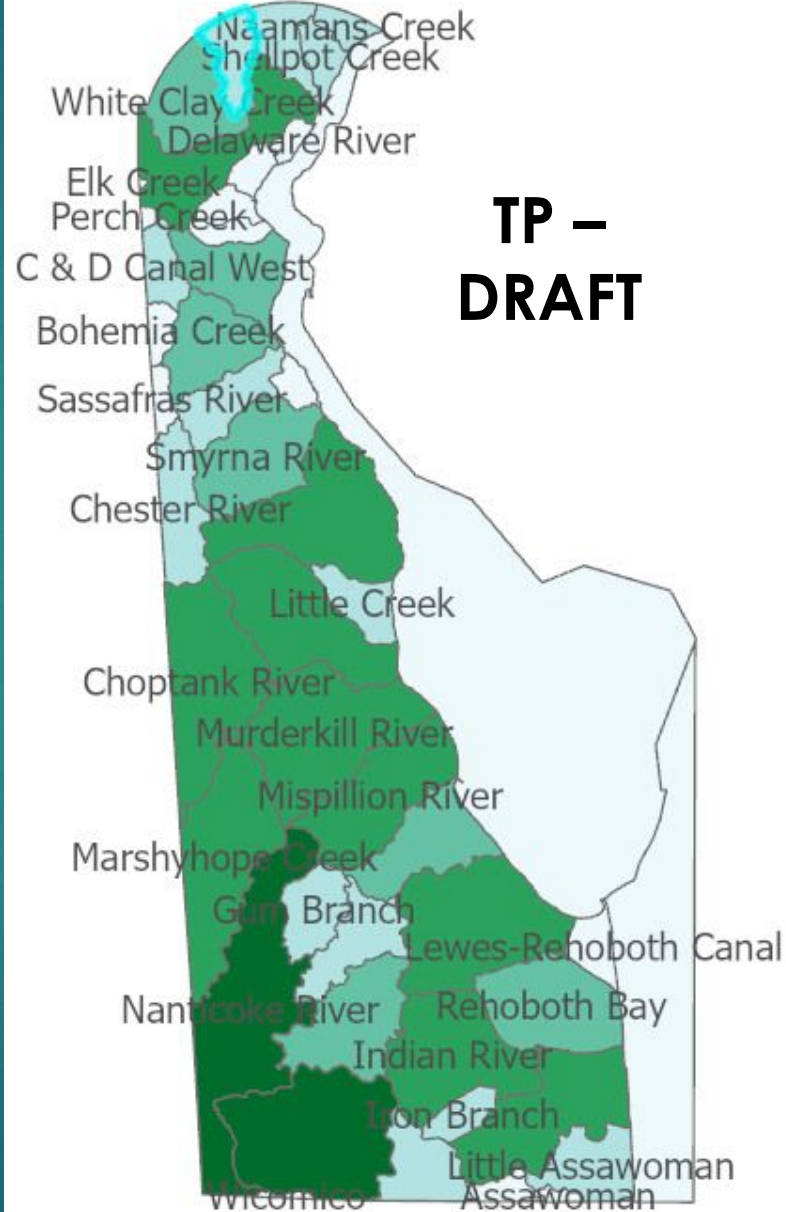 Naamans Creek
Shellpot Creek
White Clay Creek
Delaware River
Elk Creek
Perch Creek
TP –
DRAFT
C & D Canal West
Bohemia Creek
Sassafras River
Smyrna River
Chester River
Little Creek
Choptank River
Murderkill River
Mispillion River
Marshyhope Creek
Gum Branch
Lewes-Rehoboth Canal
Nanticoke River
Rehoboth Bay
Indian River
Iron Branch
Little Assawoman
Wicomico
Assawoman